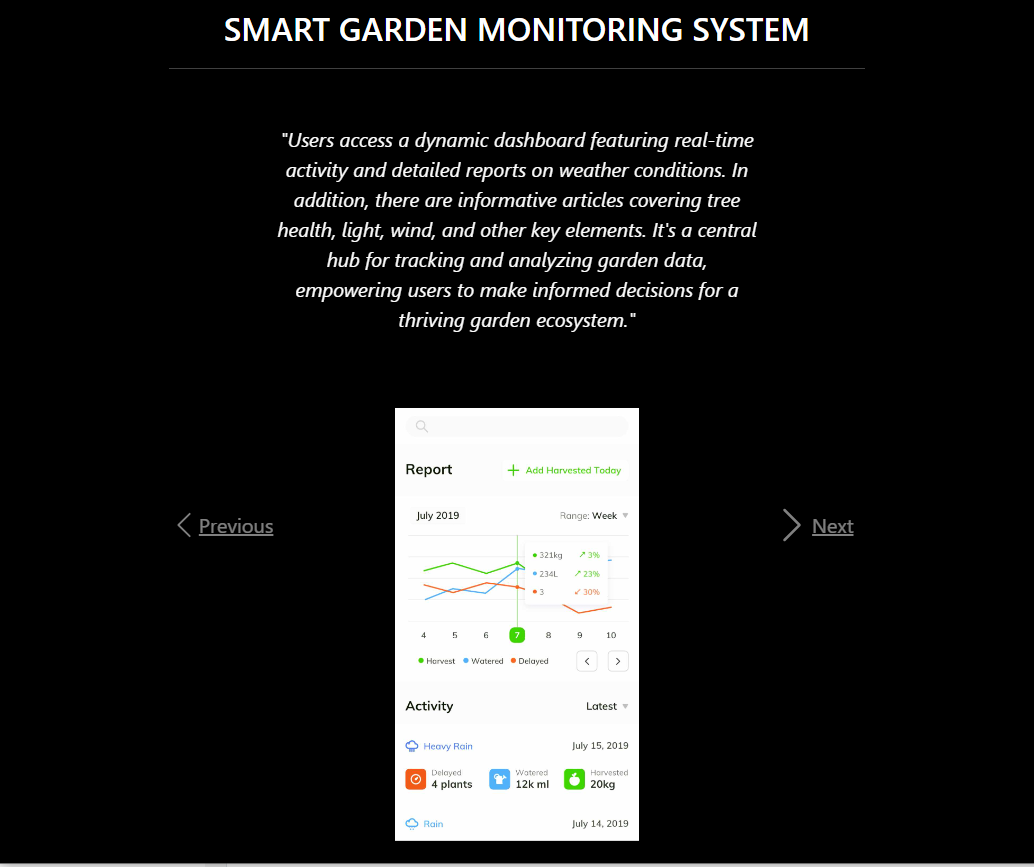 SMART GARDEN MONITORING SYSTEM
"Users access a dynamic dashboard featuring real-time
activity and detailed reports on weather conditions. In
addition, there are informative articles covering tree
health, light, wind, and other key elements. It's a central
hub for tracking and analyzing garden data,
empowering users to make informed decisions for a
thriving garden ecosystem."
Previous
Next
Report
Add Harvested Today
July 2019
Range: Week
321kg 3%
234L 23%
3 30%
4 5 6 7 8 9 10
Harvest Watered Delayed
Activity
Latest
Heavy Rain
July 15, 2019
Delayed Watered Harvested
4 plants 12k ml 20kg
Rain
July 14, 2019